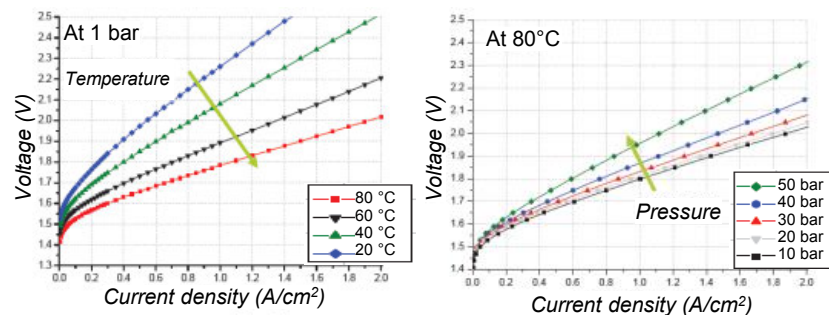 At 1 bar
Temperature
Voltage (V)
2.5
2.4
2.3
2.2
2.1
2.0
1.9
1.8
1.7
1.6
1.5
1.4
1.3
0.0 0.2 0.4 0.6 0.8 1.0 1.2 1.4 1.6 1.8 2.0
Current density (A/cm²)
80 °C
60 °C
40 °C
20 °C
At 80°C
Pressure
Voltage (V)
2.5
2.4
2.3
2.2
2.1
2.0
1.9
1.8
1.7
1.6
1.5
1.4
0.0 0.2 0.4 0.6 0.8 1.0 1.2 1.4 1.6 1.8 2.0
Current density (A/cm²)
50 bar
40 bar
30 bar
20 bar
10 bar